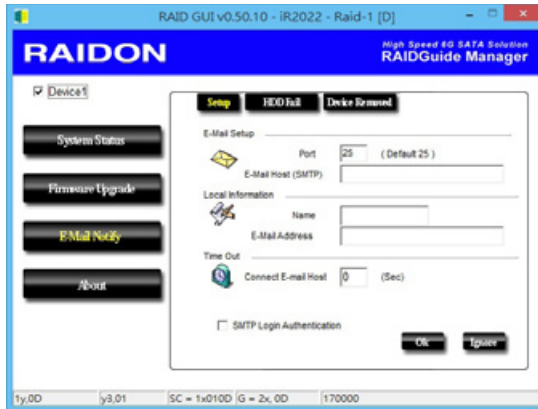 RAID GUI v0.50.10 - iR2022 - Raid-1 [D]
RAIDON
High Speed 6G SATA Solution
RAIDGuide Manager
Device1
Setup HDD Fail Device Removed
System Status
Firmware Upgrade
E-Mail Notify
About
E-Mail Setup
Port 25 ( Default 25 )
E-Mail Host (SMTP)
Local Information
Name
E-Mail Address
Time Out
Connect E-mail Host 0 (Sec)
SMTP Login Authentication
Ok Ignore
1y,0D y3,01 SC = 1x010D G = 2x, 0D 170000